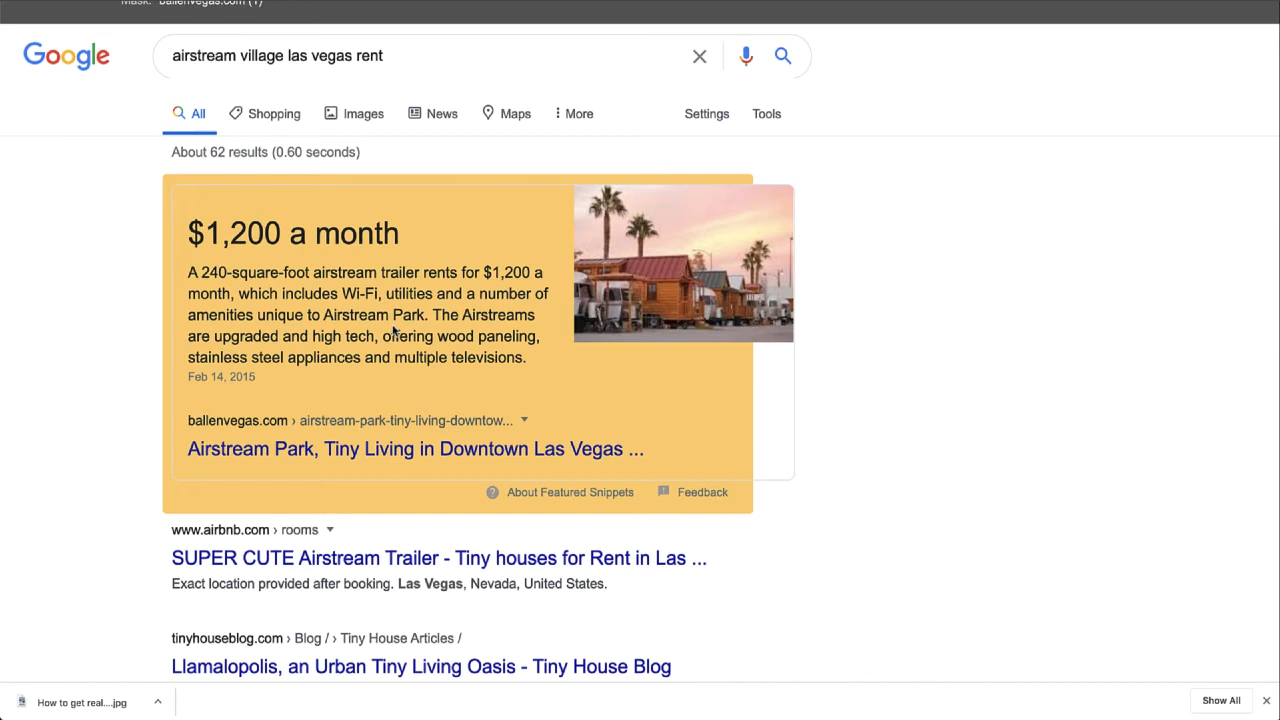 Mask: ballenvegas.com (1)
Google
airstream village las vegas rent
All Shopping Images News Maps More Settings Tools
About 62 results (0.60 seconds)
$1,200 a month
A 240-square-foot airstream trailer rents for $1,200 a
month, which includes Wi-Fi, utilities and a number of
amenities unique to Airstream Park. The Airstreams
are upgraded and high tech, offering wood paneling,
stainless steel appliances and multiple televisions.
Feb 14, 2015
ballenvegas.com › airstream-park-tiny-living-downtow...
Airstream Park, Tiny Living in Downtown Las Vegas ...
About Featured Snippets Feedback
www.airbnb.com › rooms
SUPER CUTE Airstream Trailer - Tiny houses for Rent in Las ...
Exact location provided after booking. Las Vegas, Nevada, United States.
tinyhouseblog.com › Blog / › Tiny House Articles /
Llamalopolis, an Urban Tiny Living Oasis - Tiny House Blog
How to get real....jpg Show All